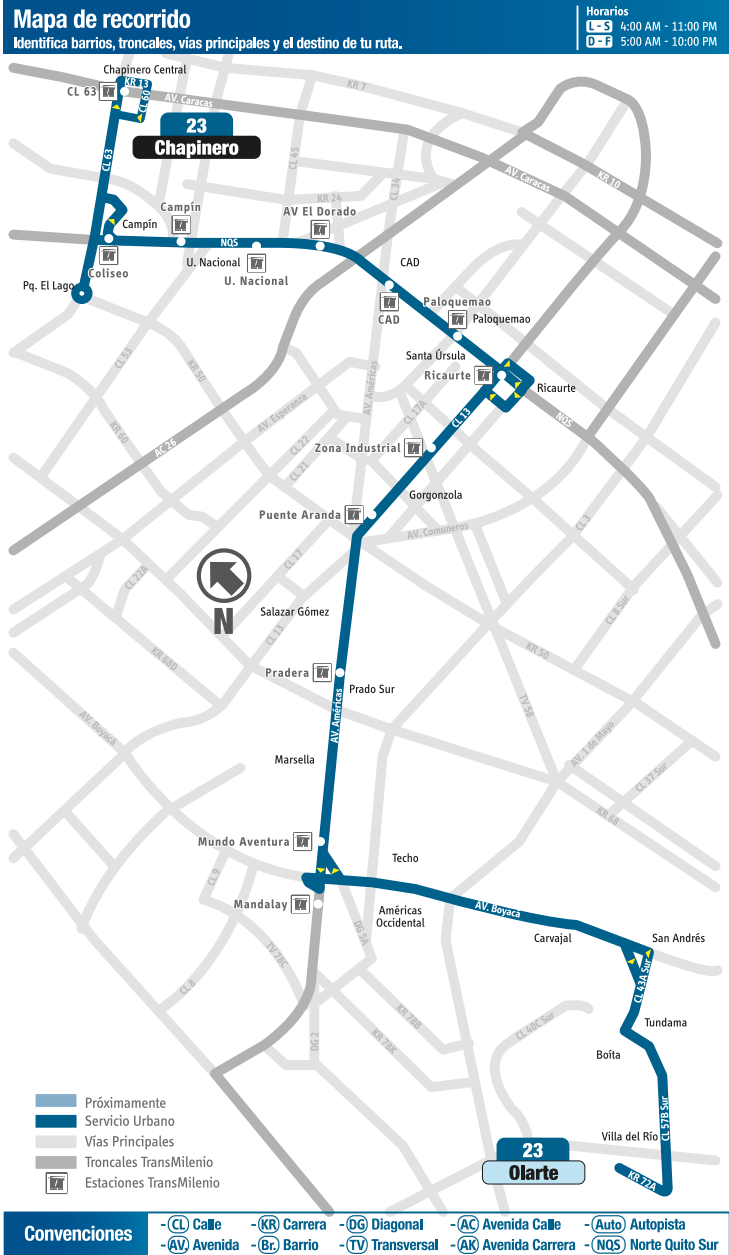 Mapa de recorrido
Identifica barrios, troncales, vías principales y el destino de tu ruta.
Horarios
L - S 4:00 AM - 11:00 PM
D - F 5:00 AM - 10:00 PM
Chapinero Central
KR 7
CL 63
KR 13
CL 60
AV. Caracas
23
Chapinero
CL 63
CL 45
CL 34
AV. Caracas
KR 10
KR 24
Campín
Campín
AV El Dorado
NQS
U. Nacional
U. Nacional
Coliseo
Pq. El Lago
CAD
CAD
Paloquemao
Paloquemao
Santa Úrsula
Ricaurte
Ricaurte
CL 53
KR 50
AV. Américas
CL 17A
CL 13
NQS
KR 60
AV. Esperanza
CL 22
CL 21
AC 26
Zona Industrial
Gorgonzola
Puente Aranda
AV. Comuneros
CL 3
CL 17
CL 22A
N
CL 13
Salazar Gómez
CL 8 Sur
KR 68D
KR 50
Pradera
Prado Sur
AV. Américas
TV 58
AV. Boyacá
AV. 1 de Mayo
Marsella
CL 37 Sur
KR 68
Mundo Aventura
Techo
CL 9
Mandalay
Américas
Occidental
AV. Boyaca
DG 5A
Carvajal
San Andrés
TV 78C
CL 8
CL 43A Sur
KR 78B
KR 78K
DG 2
CL 40C Sur
Tundama
Boíta
CL 57B Sur
Villa del Río
KR 72A
23
Olarte
Próximamente
Servicio Urbano
Vías Principales
Troncales TransMilenio
Estaciones TransMilenio
Convenciones
- CL Calle - KR Carrera - DG Diagonal - AC Avenida Calle - Auto Autopista
- AV. Avenida - Br. Barrio - TV Transversal - AK Avenida Carrera - NQS Norte Quito Sur